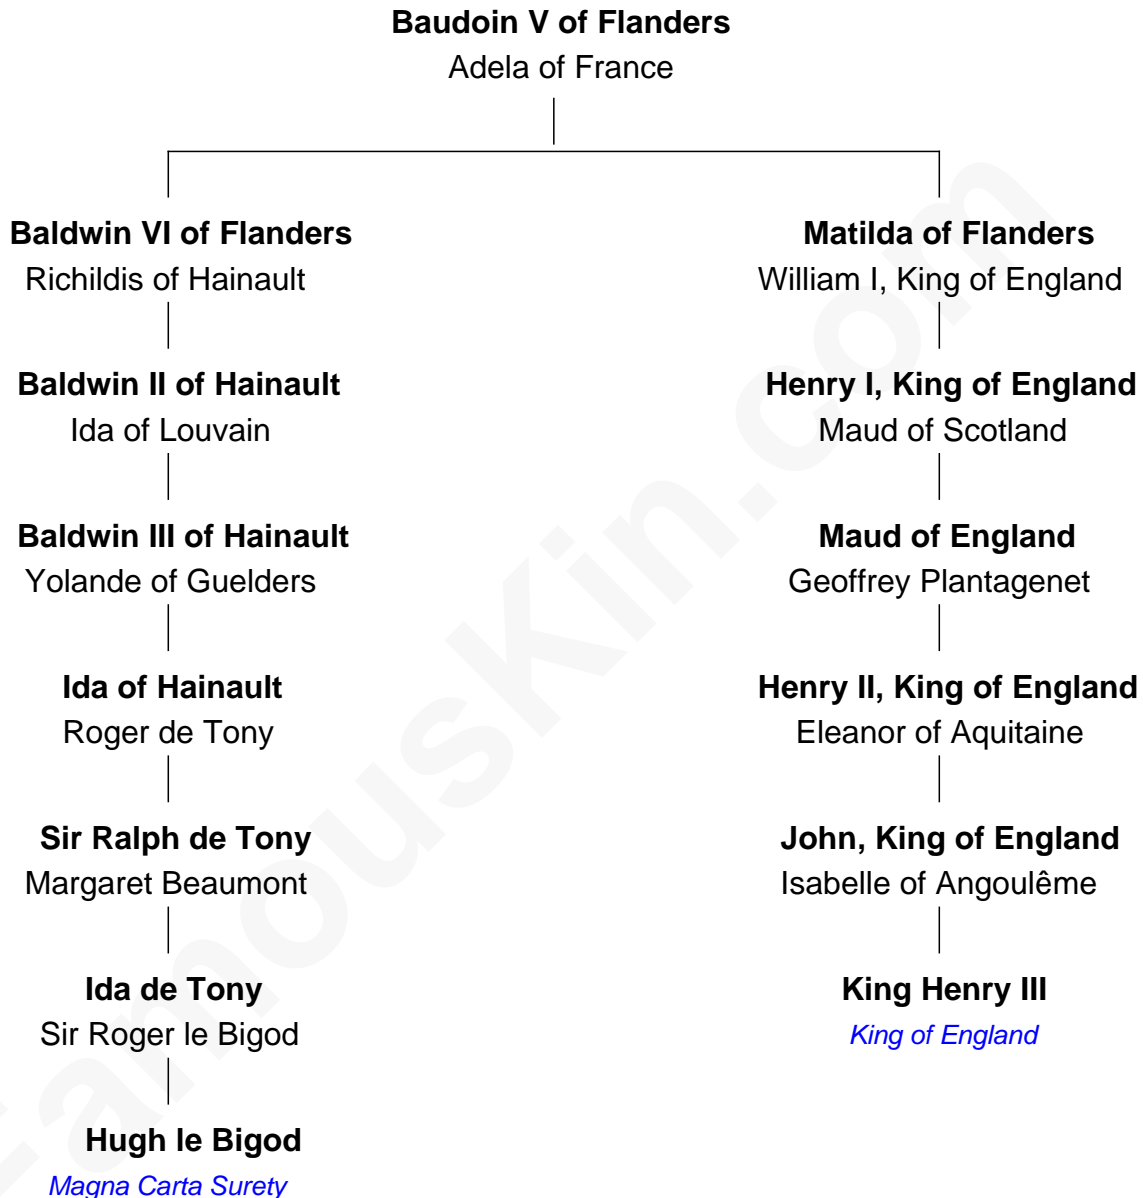 Baudoin V of Flanders
Adela of France
Baldwin VI of Flanders
Richildis of Hainault
Matilda of Flanders
William I, King of England
Baldwin II of Hainault
Ida of Louvain
Henry I, King of England
Maud of Scotland
Baldwin III of Hainault
Yolande of Guelders
Maud of England
Geoffrey Plantagenet
Ida of Hainault
Roger de Tony
Henry II, King of England
Eleanor of Aquitaine
Sir Ralph de Tony
Margaret Beaumont
John, King of England
Isabelle of Angoulême
Ida de Tony
Sir Roger le Bigod
King Henry III
King of England
Hugh le Bigod
Magna Carta Surety
FamousKin.com